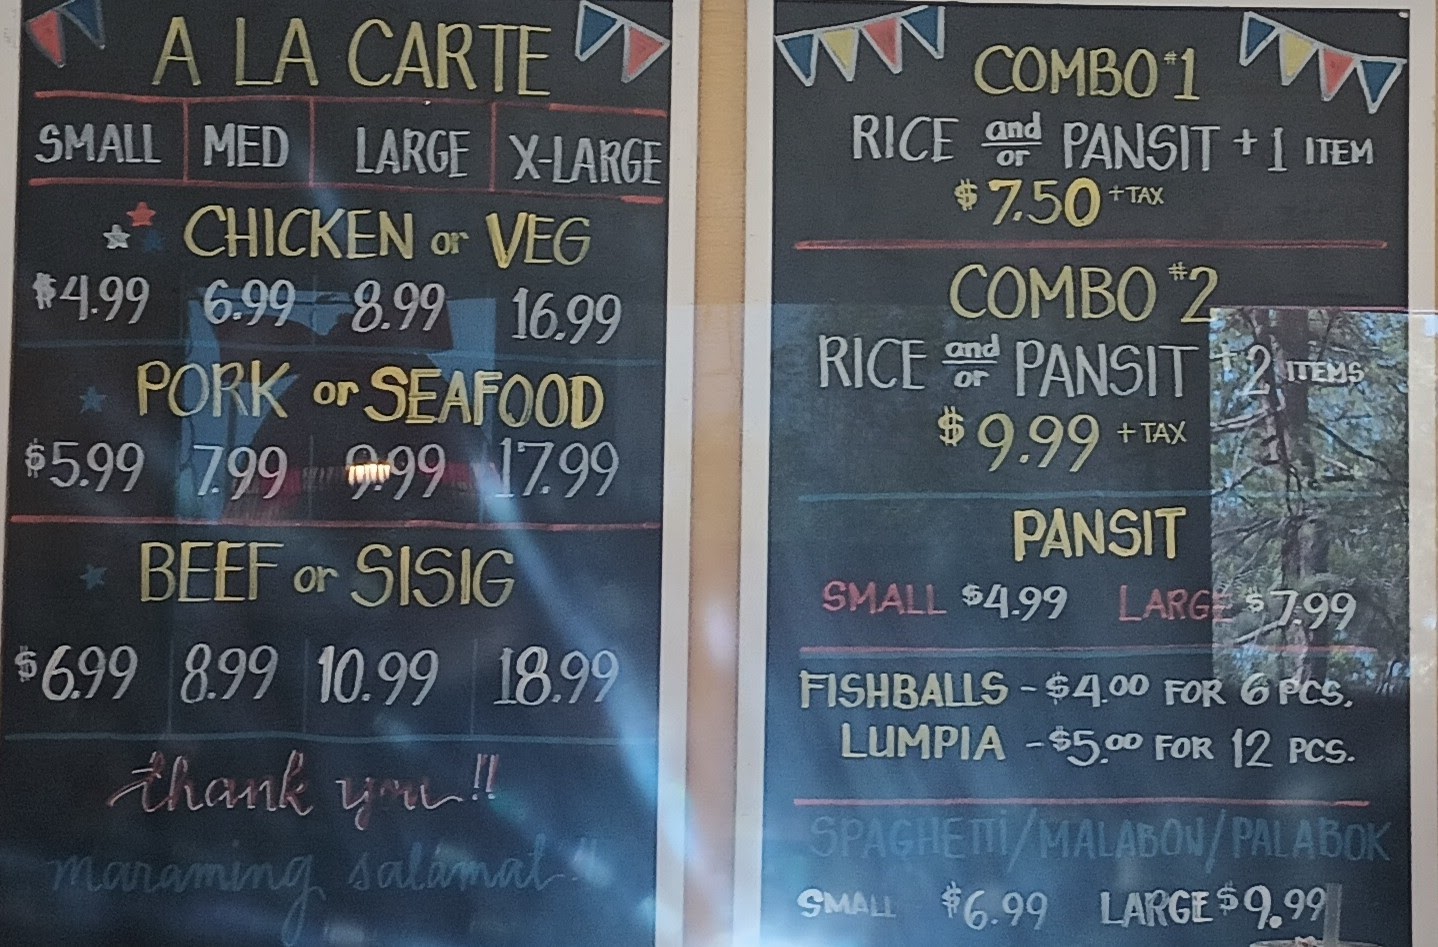 A LA CARTE
SMALL MED LARGE X-LARGE
CHICKEN or VEG
$4.99 6.99 8.99 16.99
PORK or SEAFOOD
$5.99 7.99 9.99 17.99
BEEF or SISIG
$6.99 8.99 10.99 18.99
thank you!!
maraming salamat!!
COMBO #1
RICE and/or PANSIT + 1 ITEM
$7.50 + TAX
COMBO #2
RICE and/or PANSIT + 2 ITEMS
$9.99 + TAX
PANSIT
SMALL $4.99 LARGE $7.99
FISHBALLS - $4.00 FOR 6 PCS.
LUMPIA - $5.00 FOR 12 PCS.
SPAGHETTI/MALABON/PALABOK
SMALL $6.99 LARGE $9.99